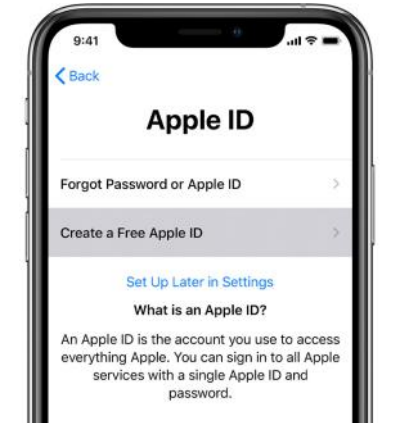 9:41
Back
Apple ID
Forgot Password or Apple ID
Create a Free Apple ID
Set Up Later in Settings
What is an Apple ID?
An Apple ID is the account you use to access
everything Apple. You can sign in to all Apple
services with a single Apple ID and
password.